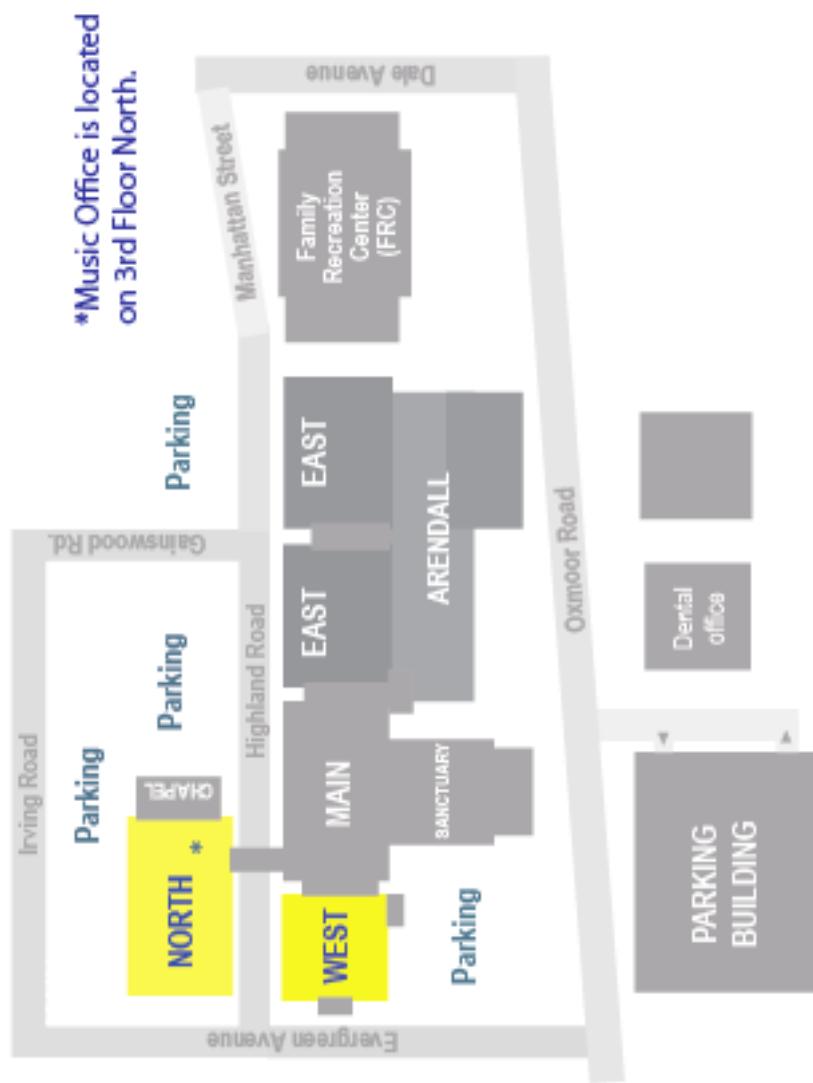 *Music Office is located
on 3rd Floor North.
Irving Road
Gainswood Rd.
Parking
Parking
Parking
Manhattan Street
Dale Avenue
NORTH *
CHAPEL
Highland Road
WEST
MAIN
EAST
EAST
Family
Recreation
Center
(FRC)
SANCTUARY
ARENDALL
Parking
Evergreen Avenue
Oxmoor Road
PARKING
BUILDING
Dental
office